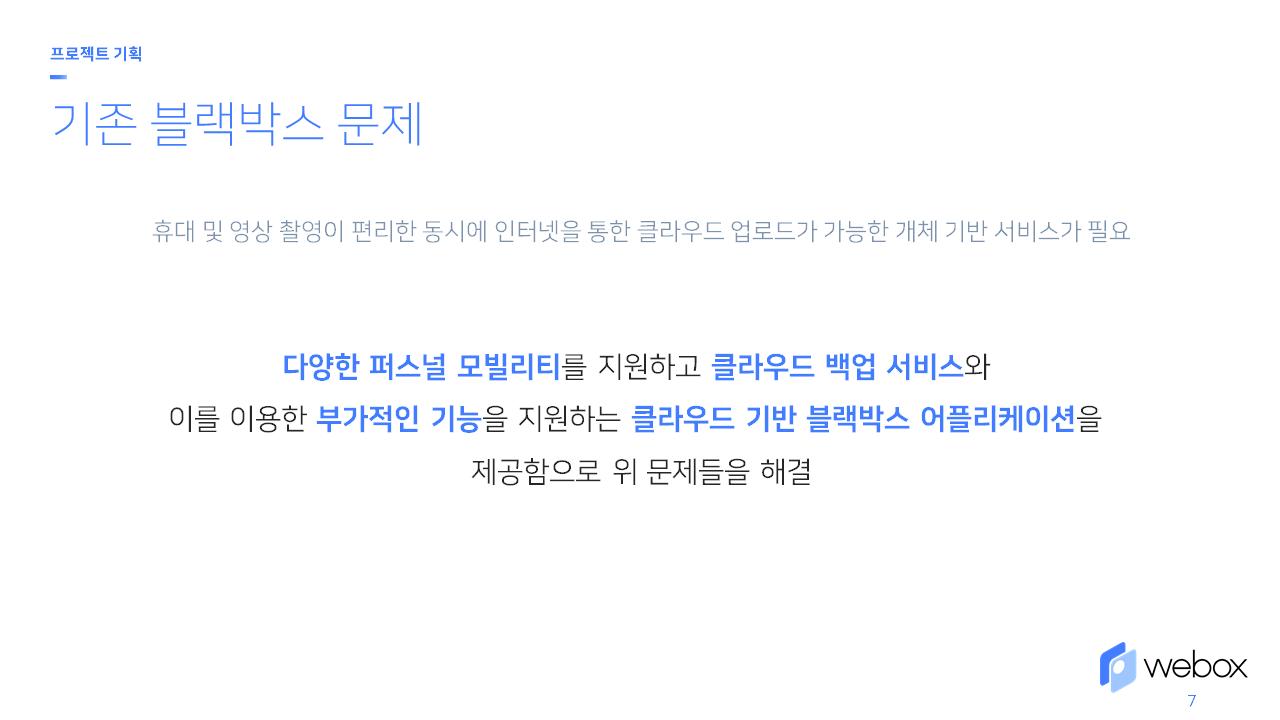 프로젝트 기획
기존 블랙박스 문제
휴대 및 영상 촬영이 편리한 동시에 인터넷을 통한 클라우드 업로드가 가능한 개체 기반 서비스가 필요
다양한 퍼스널 모빌리티를 지원하고 클라우드 백업 서비스와
이를 이용한 부가적인 기능을 지원하는 클라우드 기반 블랙박스 어플리케이션을
제공함으로 위 문제들을 해결
webox
7